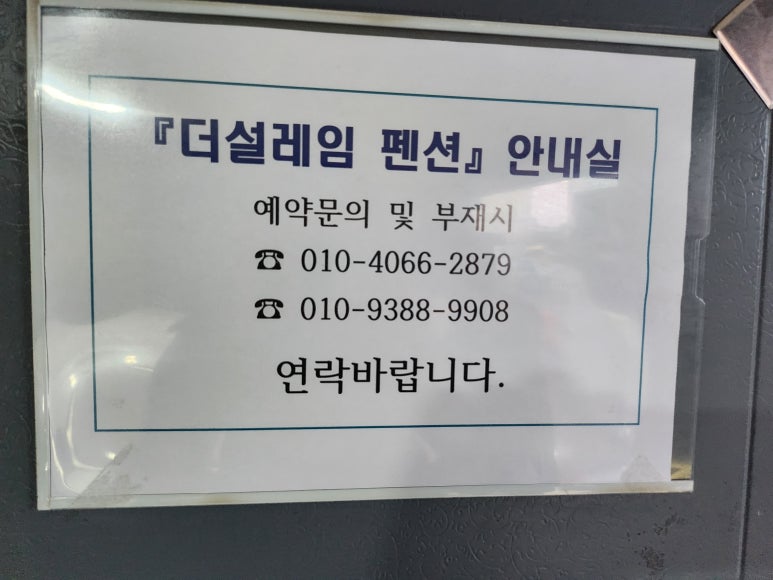 『더설레임 펜션』 안내실
예약문의 및 부재시
☎ 010-4066-2879
☎ 010-9388-9908
연락바랍니다.